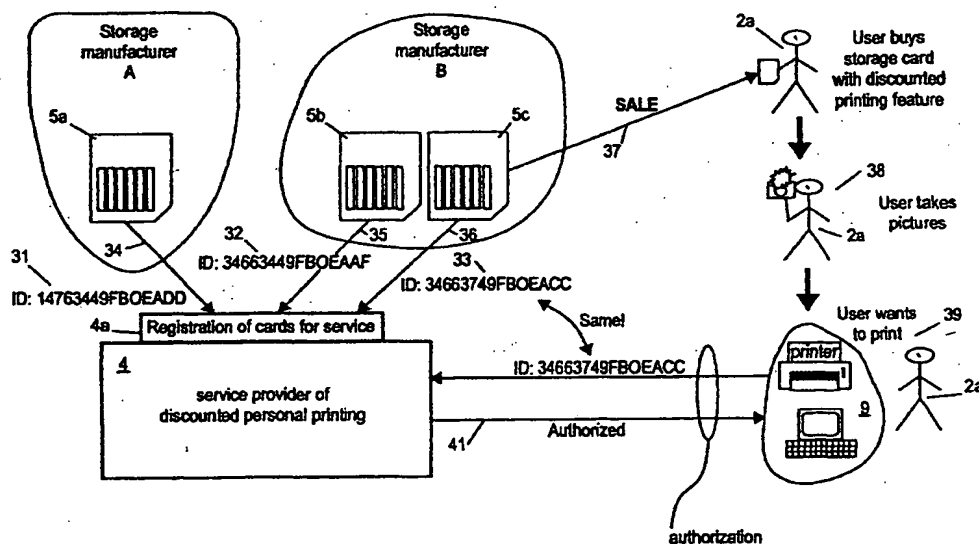 Storage
manufacturer
A
5a
34
31
ID: 14763449FBOEADD
Storage
manufacturer
B
5b
5c
35
36
32
ID: 34663449FBOEAAF
33
ID: 34663749FBOEACC
SALE
37
2a
User buys
storage card
with discounted
printing feature
38
User takes
pictures
2a
User wants
to print
39
printer
9
2a
4a
Registration of cards for service
4
service provider of
discounted personal printing
Same!
ID: 34663749FBOEACC
41
Authorized
authorization